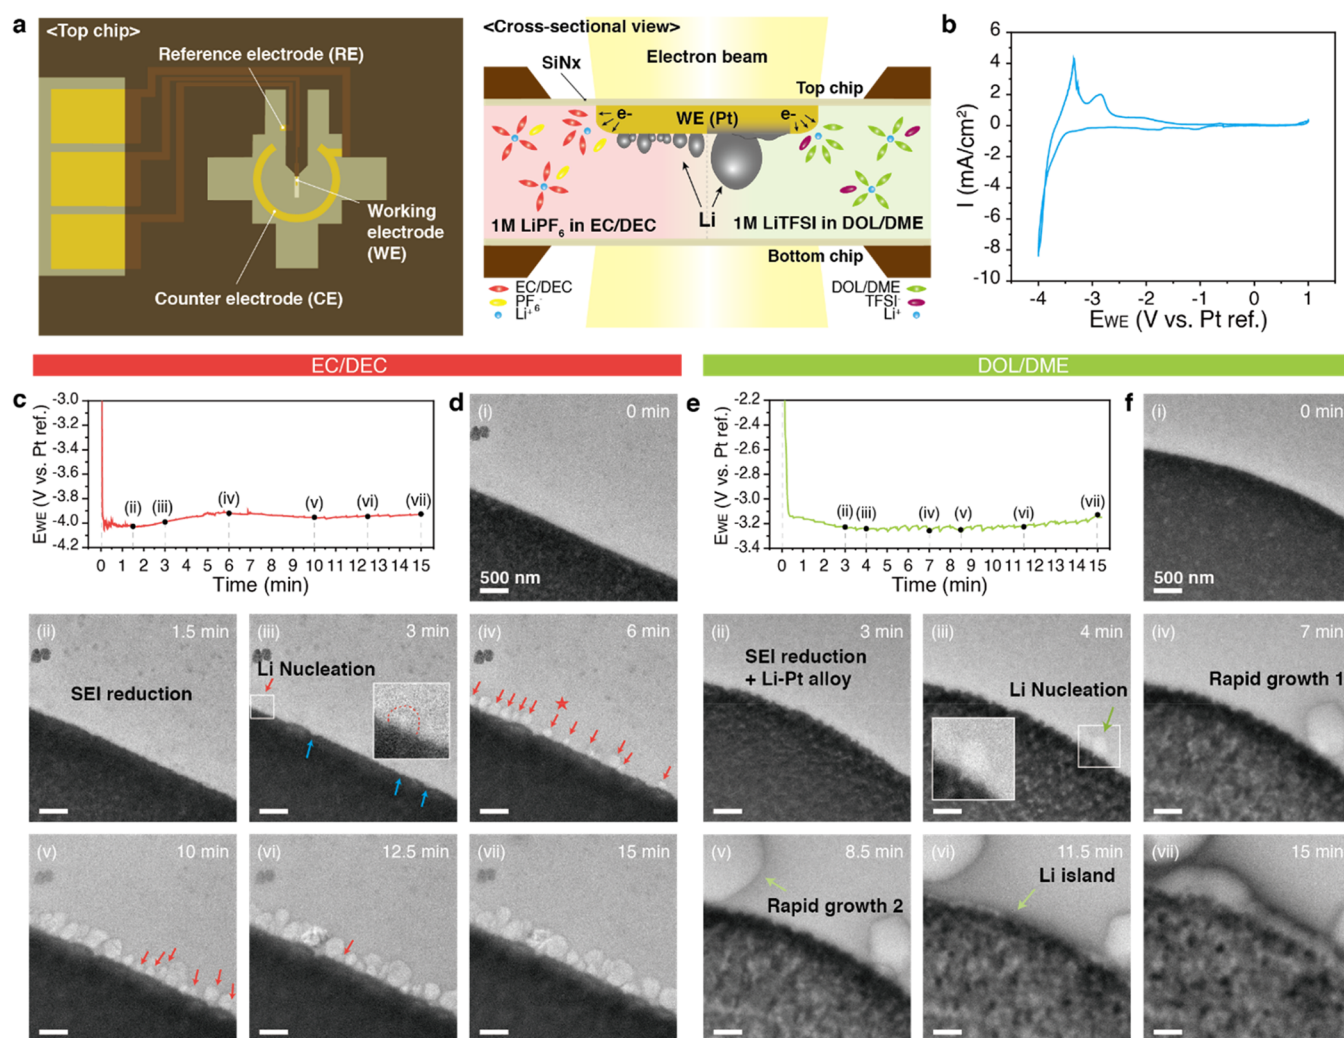 a
<Top chip>
Reference electrode (RE)
Working
electrode
(WE)
Counter electrode (CE)
<Cross-sectional view>
SiNx
Electron beam
Top chip
e-
WE (Pt)
e-
Li
1M LiPF6 in EC/DEC
1M LiTFSI in DOL/DME
Bottom chip
EC/DEC
PF6-
Li+
DOL/DME
TFSI-
Li+
b
I (mA/cm²)
6
4
2
0
-2
-4
-6
-8
-10
-4 -3 -2 -1 0 1
EWE (V vs. Pt ref.)
EC/DEC
DOL/DME
c
EWE (V vs. Pt ref.)
-3.0
-3.2
-3.4
-3.6
-3.8
-4.0
-4.2
(ii) (iii) (iv) (v) (vi) (vii)
0 1 2 3 4 5 6 7 8 9 10 11 12 13 14 15
Time (min)
d
(i) 0 min
500 nm
e
EWE (V vs. Pt ref.)
-2.2
-2.4
-2.6
-2.8
-3.0
-3.2
-3.4
(ii) (iii) (iv) (v) (vi) (vii)
0 1 2 3 4 5 6 7 8 9 10 11 12 13 14 15
Time (min)
f
(i) 0 min
500 nm
(ii) 1.5 min
SEI reduction
(iii) 3 min
Li Nucleation
(iv) 6 min
(ii) 3 min
SEI reduction
+ Li-Pt alloy
(iii) 4 min
Li Nucleation
(iv) 7 min
Rapid growth 1
(v) 10 min
(vi) 12.5 min
(vii) 15 min
(v) 8.5 min
Rapid growth 2
(vi) 11.5 min
Li island
(vii) 15 min